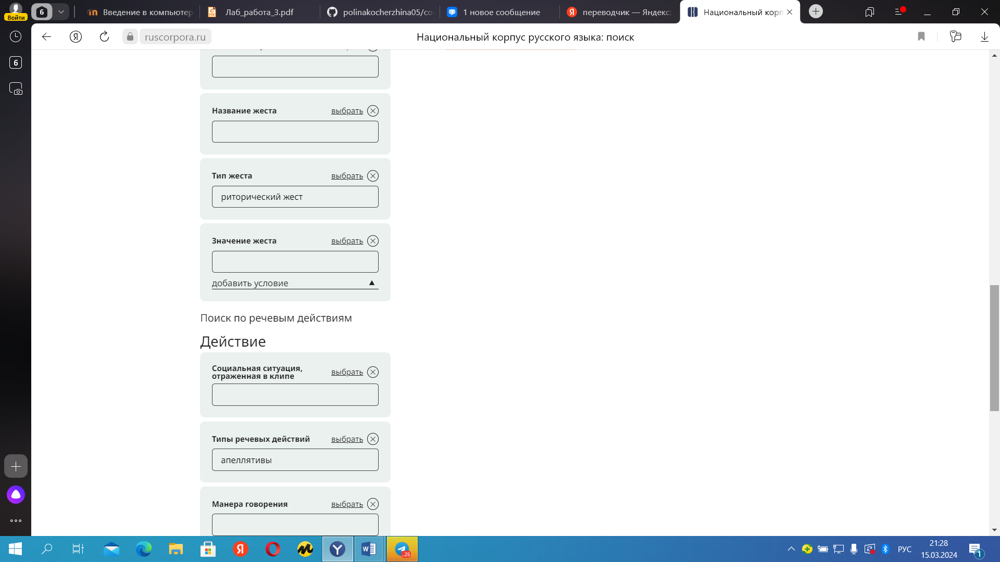 Войти
6
Введение в компьютер
Лаб_работа_3.pdf
polinakocherzhina05/co
1 новое сообщение
Я
переводчик — Яндекс:
Национальный корп
6
Я
ruscorpora.ru
Национальный корпус русского языка: поиск
Название жеста
выбрать
Тип жеста
выбрать
риторический жест
Значение жеста
выбрать
добавить условие
Поиск по речевым действиям
Действие
Социальная ситуация,
отраженная в клипе
выбрать
Типы речевых действий
выбрать
апеллятивы
Манера говорения
выбрать
Я
..26
РУС
21:28
15.03.2024
1